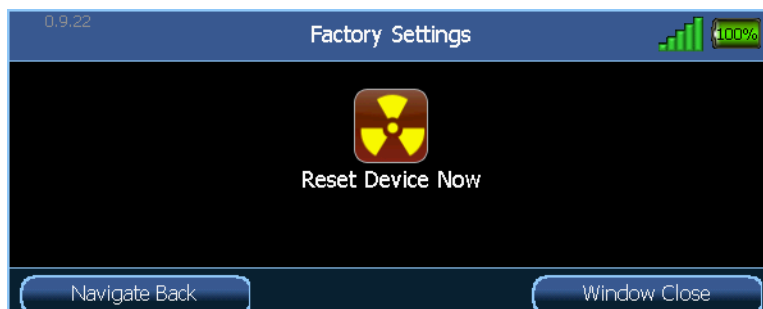 0.9.22
Factory Settings
100%
Reset Device Now
Navigate Back
Window Close